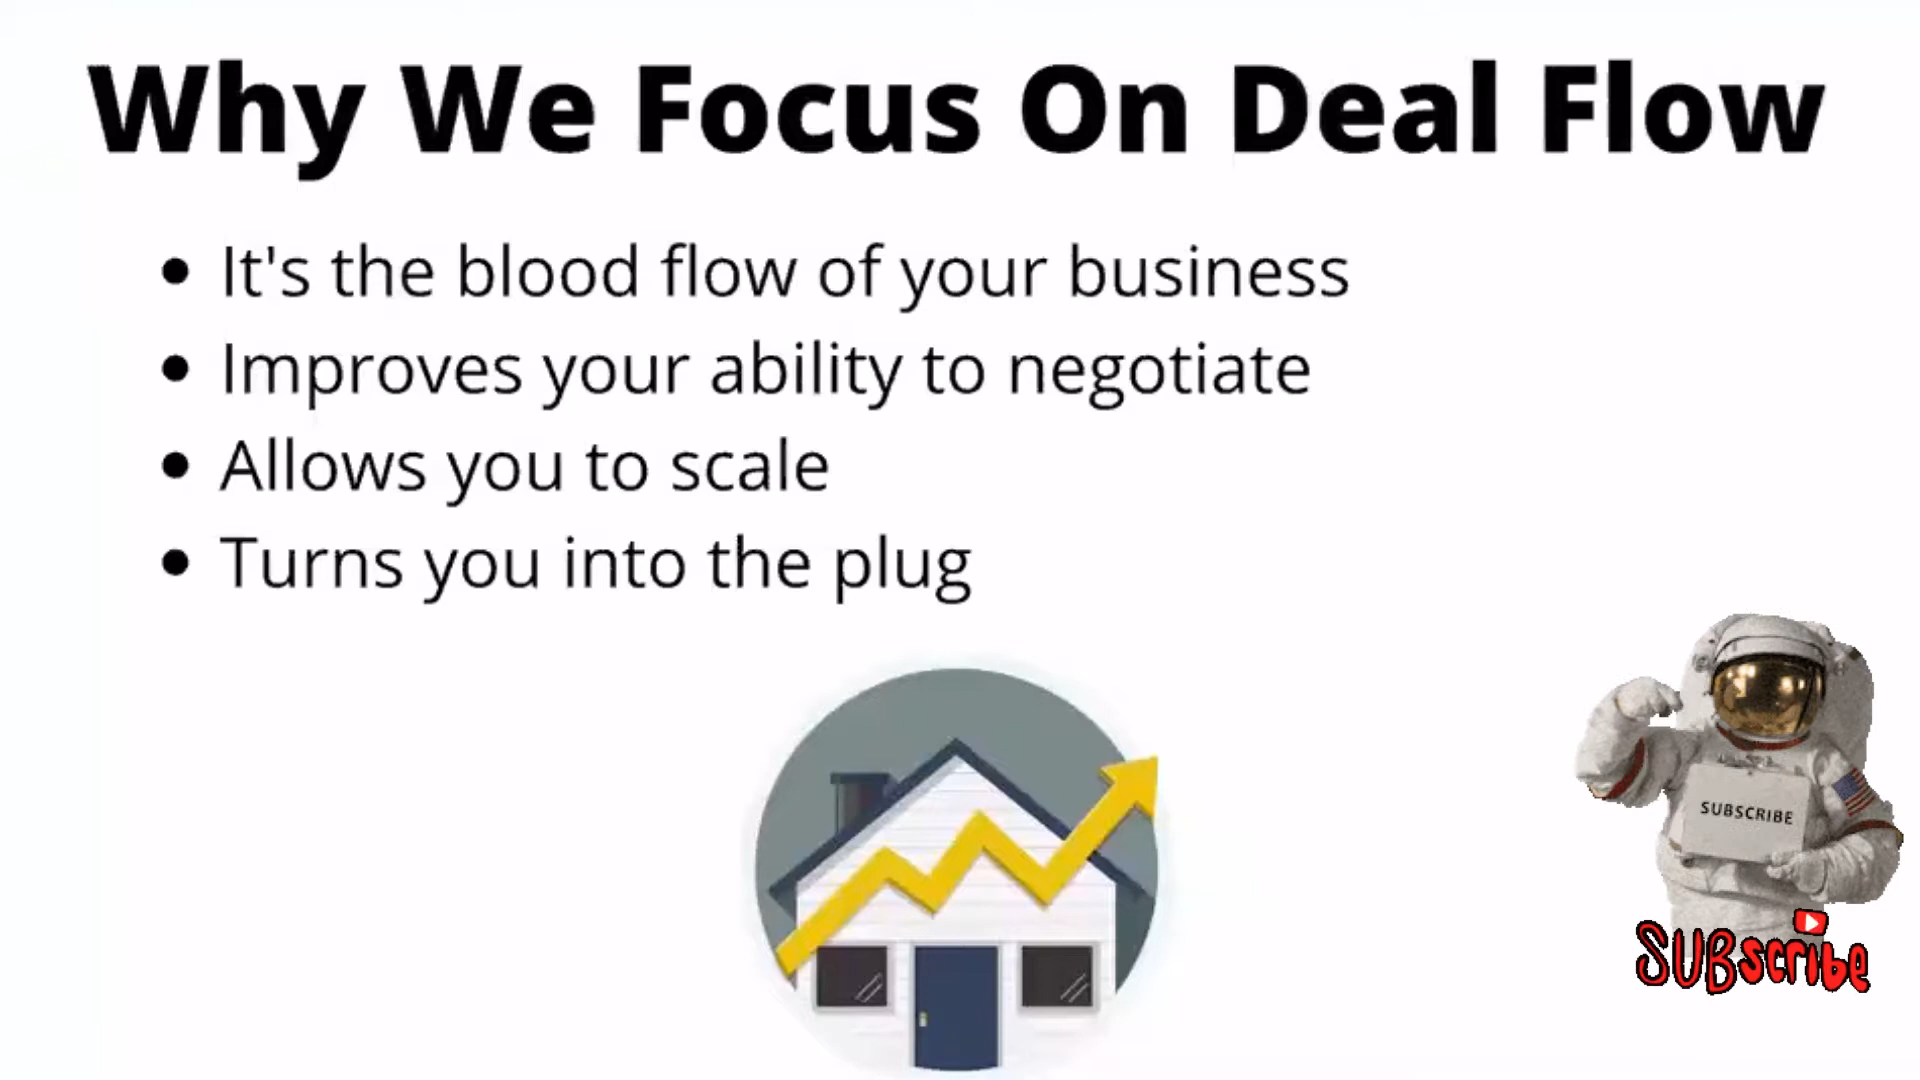 Why We Focus On Deal Flow
It's the blood flow of your business
Improves your ability to negotiate
Allows you to scale
Turns you into the plug
SUBSCRIBE
SUBscribe